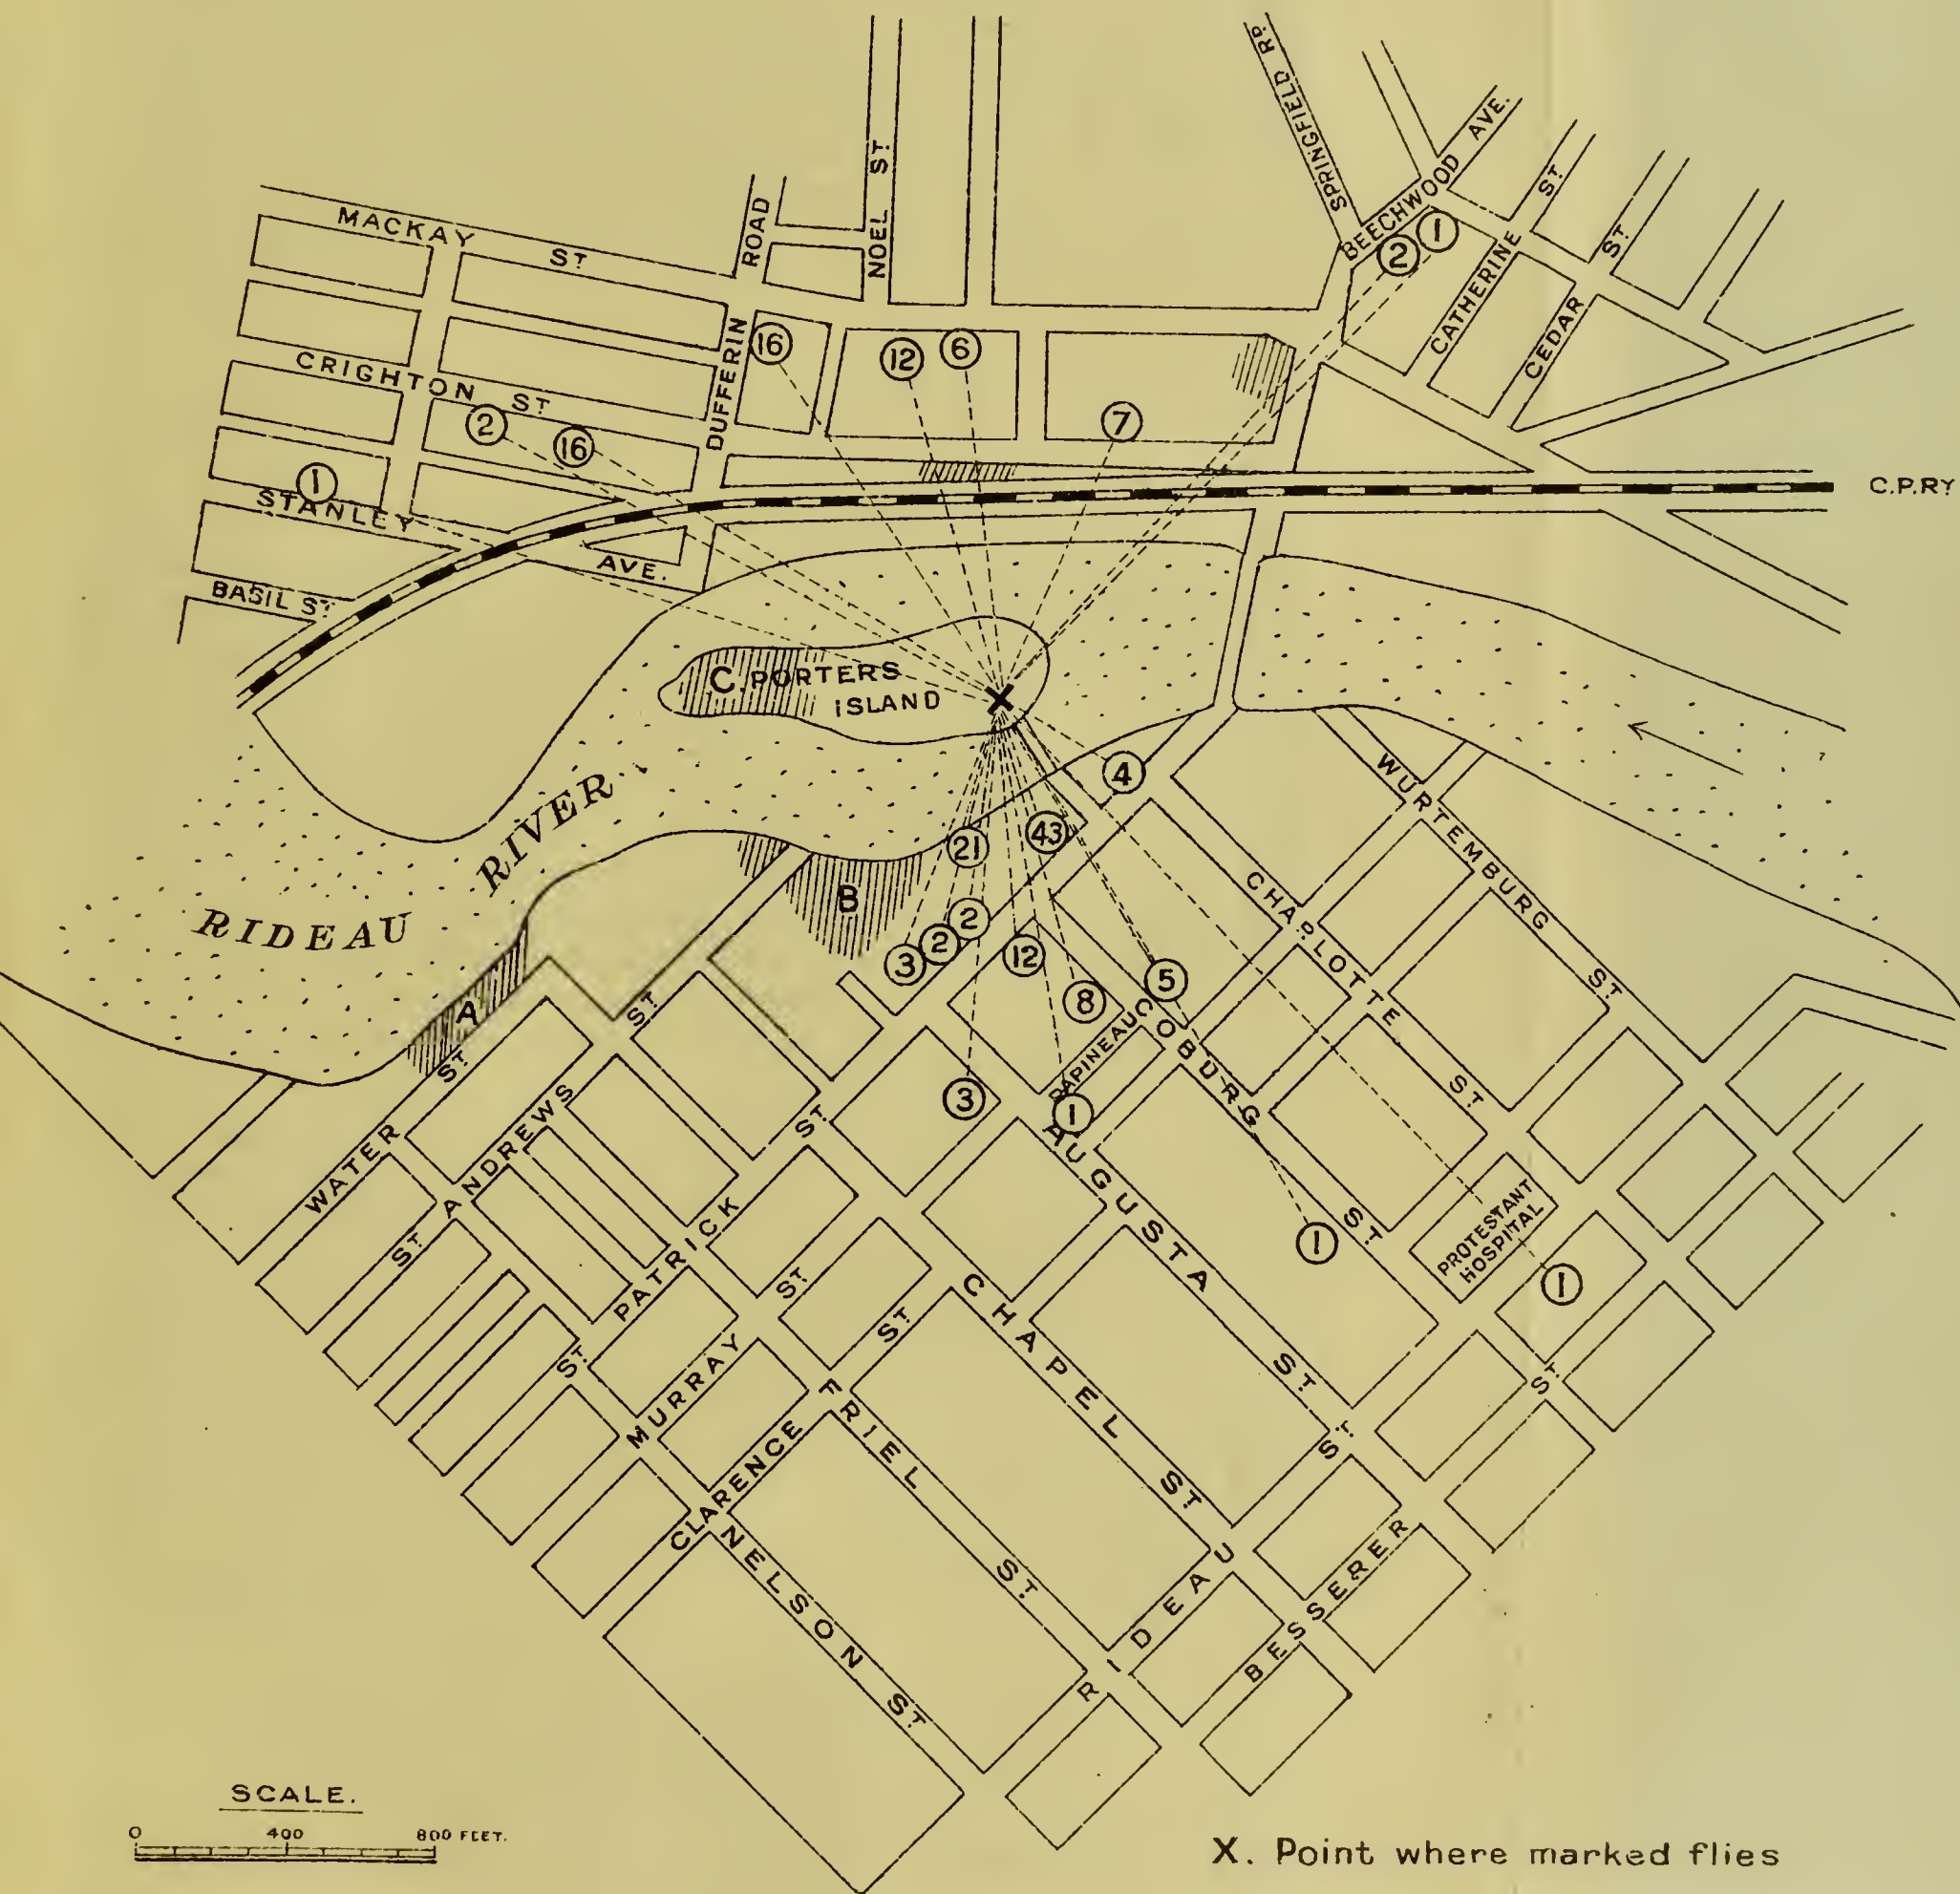 SPRINGFIELD RD.
BEECHWOOD AVE.
CATHERINE ST.
CEDAR ST.
NOEL ST
DUFFERIN ROAD
MACKAY ST
CRIGHTON ST
STANLEY AVE.
BASIL ST
C.P.RY
1
2
16
12
6
7
16
2
1
C. PORTERS
ISLAND
X
RIDEAU RIVER
A
B
4
43
21
2
2
3
12
8
5
3
1
1
1
WURTEMBURG ST
CHARLOTTE ST
COBURG ST
PAPINEAU
AUGUSTA ST
CHAPEL ST
FRIEL ST
NELSON ST
WATER ST
ST ANDREWS ST
ST PATRICK ST
MURRAY ST
CLARENCE ST
RIDEAU ST
BESSERER ST
PROTESTANT
HOSPITAL
SCALE.
0 400 800 FEET.
X. Point where marked flies